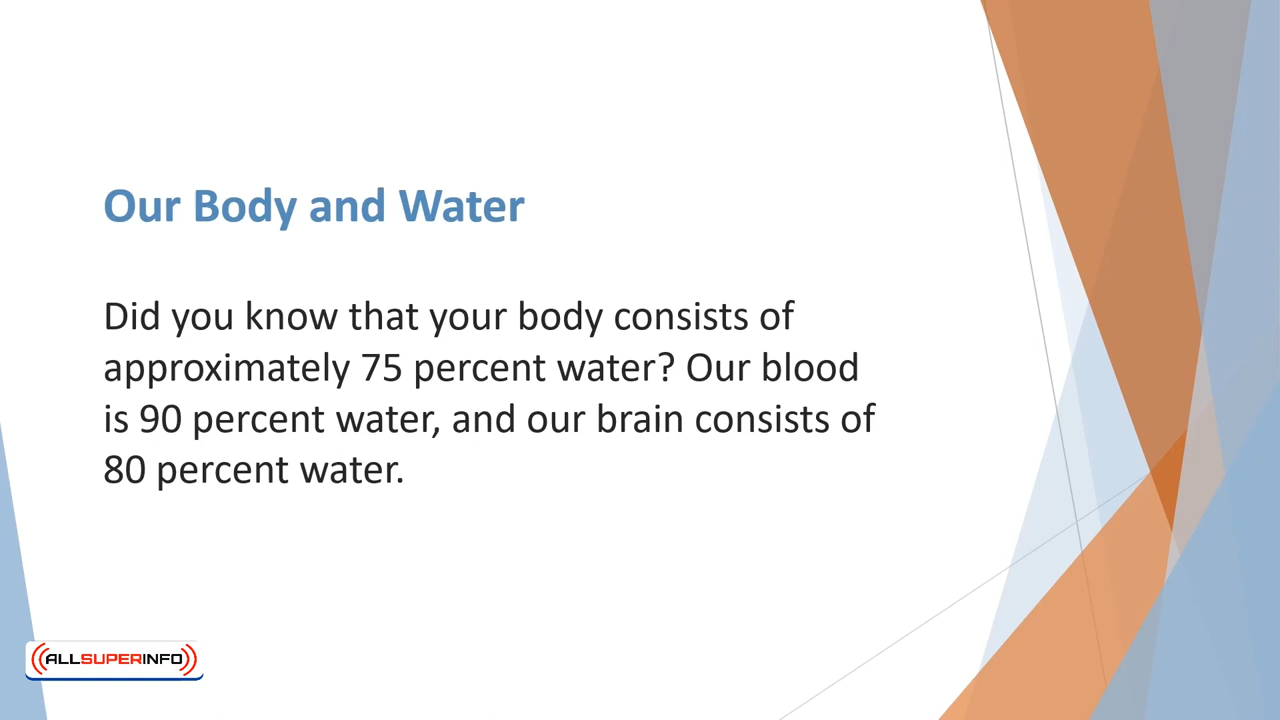 Our Body and Water
Did you know that your body consists of
approximately 75 percent water? Our blood
is 90 percent water, and our brain consists of
80 percent water.
ALLSUPERINFO